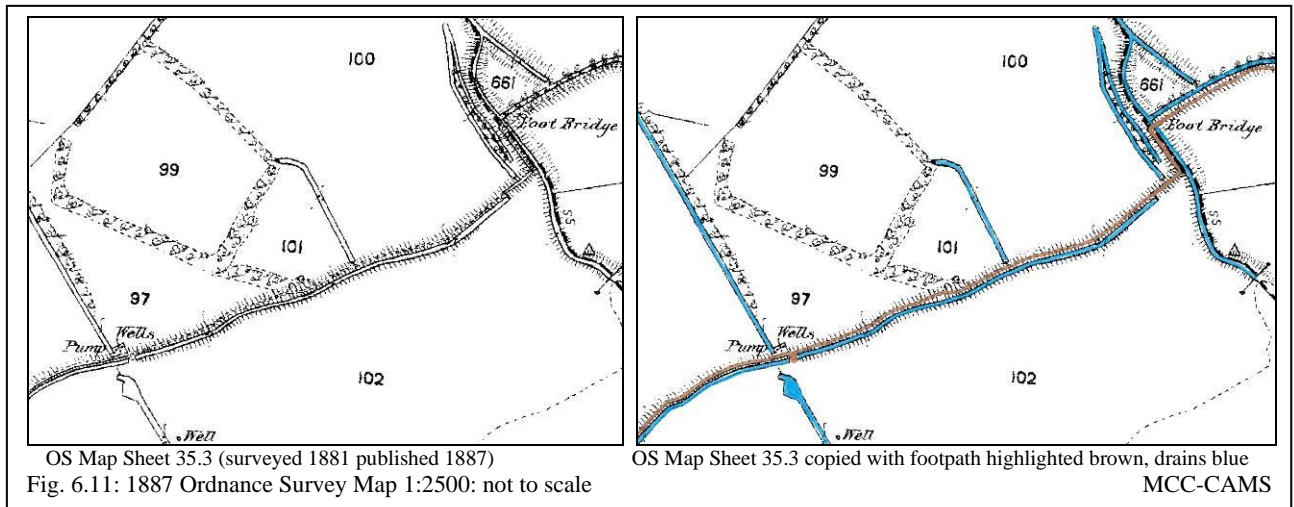 100
661
Foot Bridge
99
101
97
Wells
Pump
102
Well
100
661
Foot Bridge
99
101
97
Wells
Pump
102
Well
OS Map Sheet 35.3 (surveyed 1881 published 1887)
OS Map Sheet 35.3 copied with footpath highlighted brown, drains blue
Fig. 6.11: 1887 Ordnance Survey Map 1:2500: not to scale
MCC-CAMS